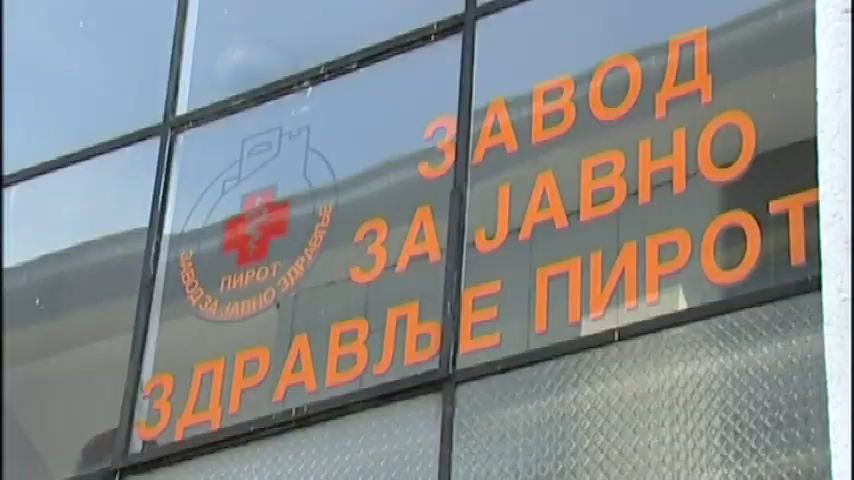 ЗАВОД
ЗА ЈАВНО
ЗДРАВЉЕ ПИРОТ
ПИРОТ
ЗАВОД ЗА ЈАВНО ЗДРАВЉЕ